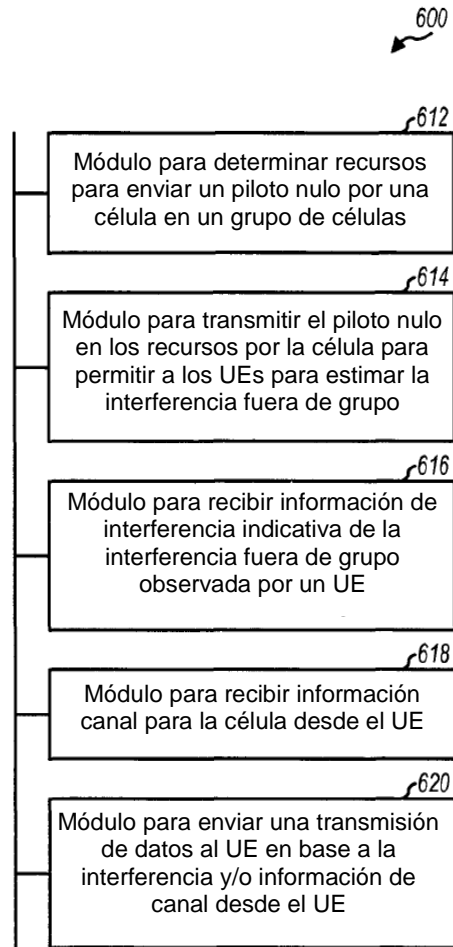 600
612
Módulo para determinar recursos
para enviar un piloto nulo por una
célula en un grupo de células
614
Módulo para transmitir el piloto nulo
en los recursos por la célula para
permitir a los UEs para estimar la
interferencia fuera de grupo
616
Módulo para recibir información de
interferencia indicativa de la
interferencia fuera de grupo
observada por un UE
618
Módulo para recibir información
canal para la célula desde el UE
620
Módulo para enviar una transmisión
de datos al UE en base a la
interferencia y/o información de
canal desde el UE